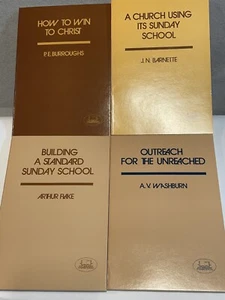 HOW TO WIN
TO CHRIST
P.E. BURROUGHS
A CHURCH USING
ITS SUNDAY
SCHOOL
J.N. BARNETTE
BUILDING
A STANDARD
SUNDAY SCHOOL
ARTHUR FLAKE
OUTREACH
FOR THE UNREACHED
A.V. WASHBURN